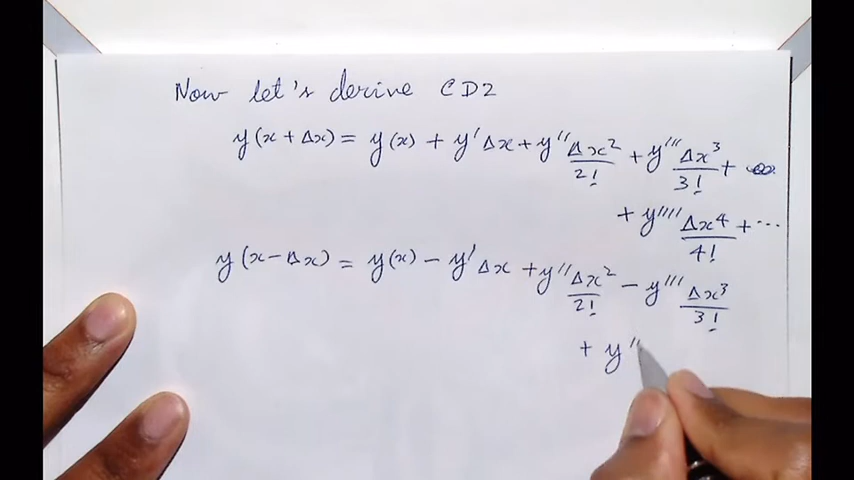 Now let's derive CD2
y(x + Δx) = y(x) + y' Δx + y'' Δx²/2! + y''' Δx³/3! +
+ y'''' Δx⁴/4! + ...
y(x - Δx) = y(x) - y' Δx + y'' Δx²/2! - y''' Δx³/3!
+ y''